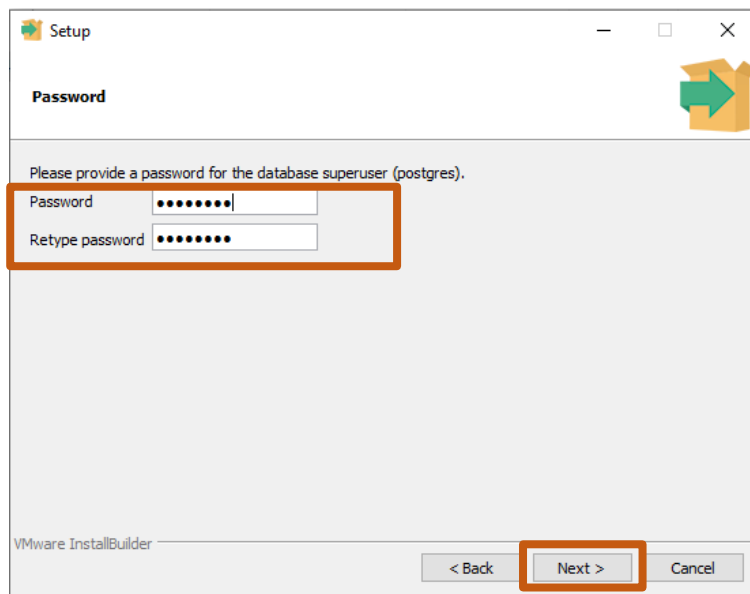 Setup
Password
Please provide a password for the database superuser (postgres).
Password ••••••••
Retype password ••••••••
VMware InstallBuilder
< Back Next > Cancel